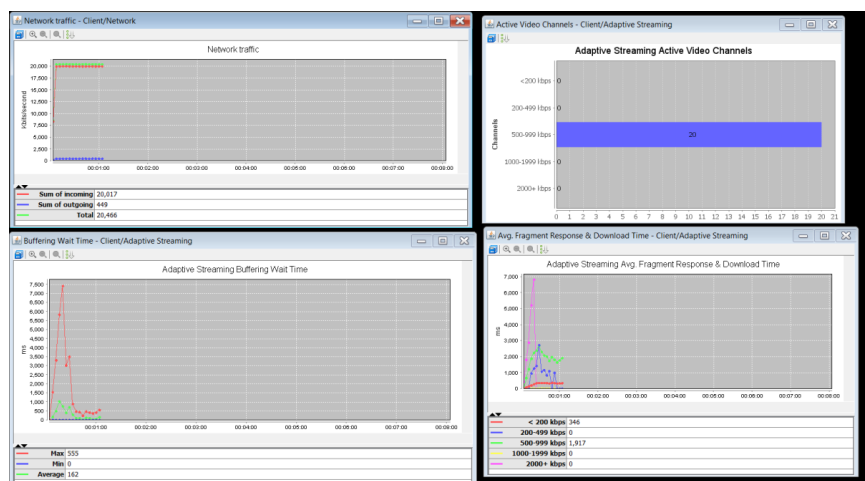 Network traffic - Client/Network
Network traffic
kbits/second
20,000
17,500
15,000
12,500
10,000
7,500
5,000
2,500
0
00:01:00 00:02:00 00:03:00 00:04:00 00:05:00 00:06:00 00:07:00 00:08:00
Sum of incoming 20,017
Sum of outgoing 449
Total 20,466
Active Video Channels - Client/Adaptive Streaming
Adaptive Streaming Active Video Channels
Channels
<200 kbps 0
200-499 kbps 0
500-999 kbps 20
1000-1999 kbps 0
2000+ kbps 0
0 1 2 3 4 5 6 7 8 9 10 11 12 13 14 15 16 17 18 19 20 21
Buffering Wait Time - Client/Adaptive Streaming
Adaptive Streaming Buffering Wait Time
ms
7,500
7,000
6,500
6,000
5,500
5,000
4,500
4,000
3,500
3,000
2,500
2,000
1,500
1,000
500
0
00:01:00 00:02:00 00:03:00 00:04:00 00:05:00 00:06:00 00:07:00 00:08:00
Max 555
Min 0
Average 162
Avg. Fragment Response & Download Time - Client/Adaptive Streaming
Adaptive Streaming Avg. Fragment Response & Download Time
ms
7,000
6,000
5,000
4,000
3,000
2,000
1,000
0
00:01:00 00:02:00 00:03:00 00:04:00 00:05:00 00:06:00 00:07:00 00:08:00
< 200 kbps 346
200-499 kbps 0
500-999 kbps 1,917
1000-1999 kbps 0
2000+ kbps 0